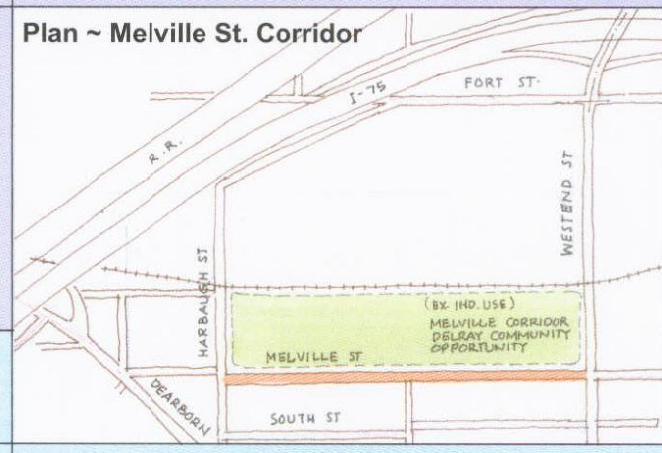 Plan ~ Melville St. Corridor
FORT ST.
I-75
R.R.
WESTEND ST
HARBAUGH ST
(EX. IND. USE)
MELVILLE CORRIDOR
DELRAY COMMUNITY
OPPORTUNITY
MELVILLE ST
DEARBORN
SOUTH ST